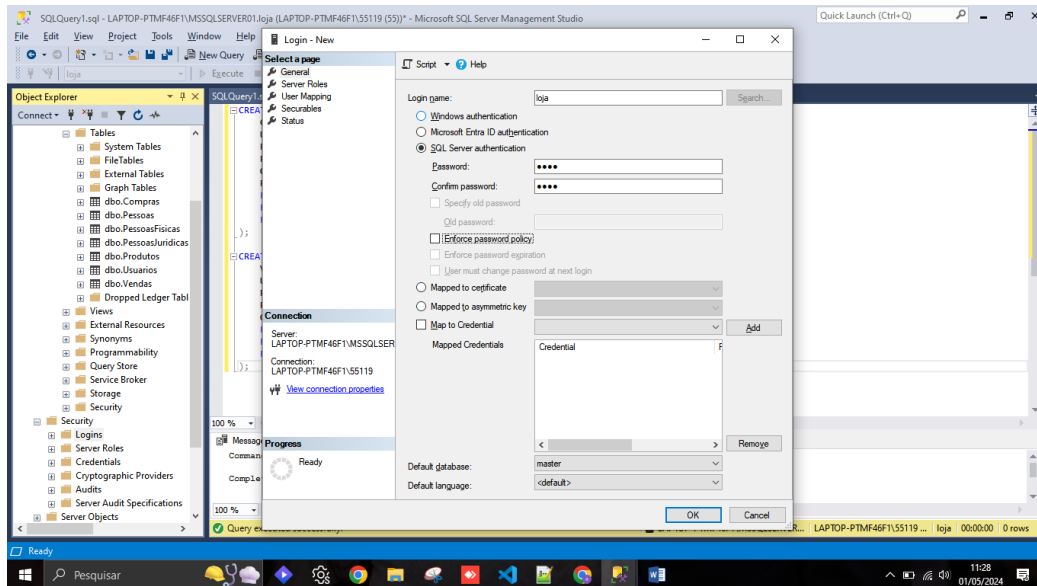 SQLQuery1.sql - LAPTOP-PTMF46F1\MSSQLSERVER01.loja (LAPTOP-PTMF46F1\55119 (55))* - Microsoft SQL Server Management Studio
Quick Launch (Ctrl+Q)
File Edit View Project Tools Window Help
New Query
loja
Execute
Object Explorer
Connect
Tables
System Tables
FileTables
External Tables
Graph Tables
dbo.Compras
dbo.Pessoas
dbo.PessoasFisicas
dbo.PessoasJuridicas
dbo.Produtos
dbo.Usuarios
dbo.Vendas
Dropped Ledger Tabl
Views
External Resources
Synonyms
Programmability
Query Store
Service Broker
Storage
Security
Security
Logins
Server Roles
Credentials
Cryptographic Providers
Audits
Server Audit Specifications
Server Objects
SQLQuery1.s
CREA
);
CREA
);
100 %
Messag
Comman
Comple
100 %
Login - New
Select a page
General
Server Roles
User Mapping
Securables
Status
Connection
Server:
LAPTOP-PTMF46F1\MSSQLSER
Connection:
LAPTOP-PTMF46F1\55119
View connection properties
Progress
Ready
Script Help
Login name: loja Search...
Windows authentication
Microsoft Entra ID authentication
SQL Server authentication
Password: ••••
Confirm password: ••••
Specify old password
Old password:
Enforce password policy
Enforce password expiration
User must change password at next login
Mapped to certificate
Mapped to asymmetric key
Map to Credential Add
Mapped Credentials Credential
Remove
Default database: master
Default language: <default>
OK Cancel
LAPTOP-PTMF46F1\55119 ... loja 00:00:00 0 rows
Ready
Pesquisar
11:28
01/05/2024